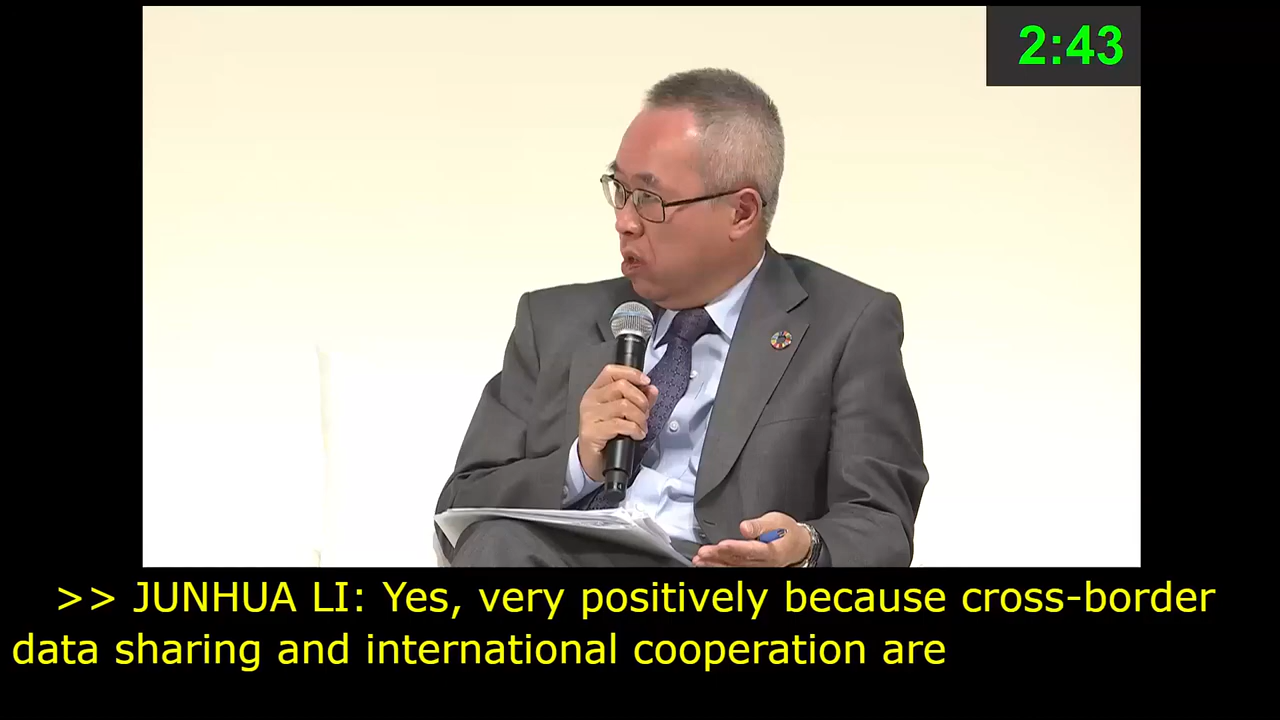 2:43
>> JUNHUA LI: Yes, very positively because cross-border
data sharing and international cooperation are